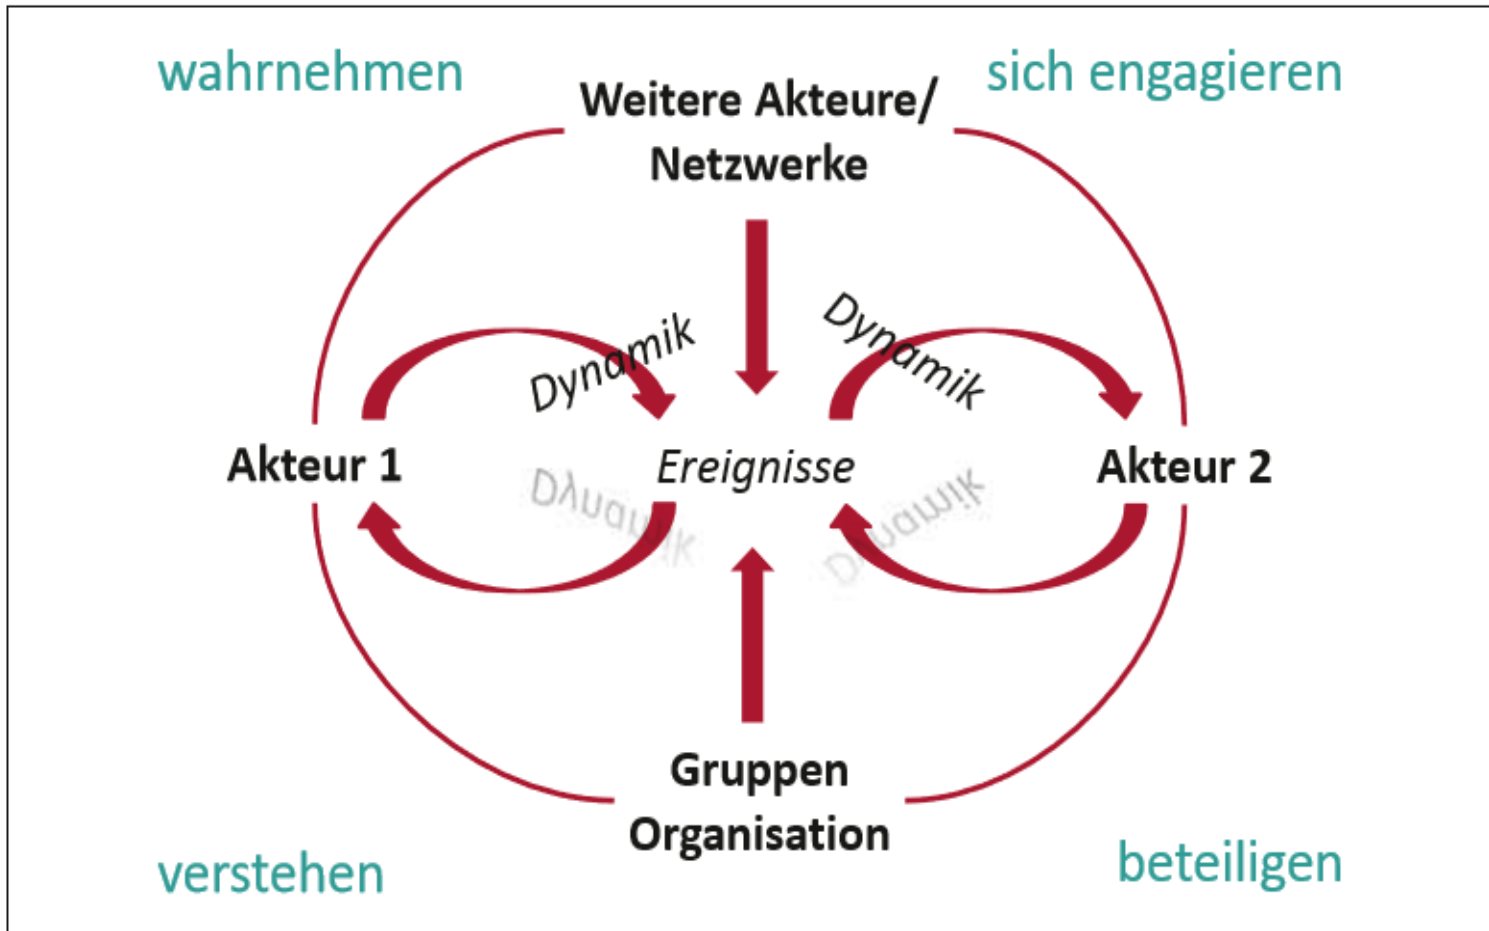 wahrnehmen
sich engagieren
Weitere Akteure/
Netzwerke
Dynamik
Dynamik
Akteur 1
Ereignisse
Akteur 2
Dynamik
Dynamik
Gruppen
Organisation
verstehen
beteiligen